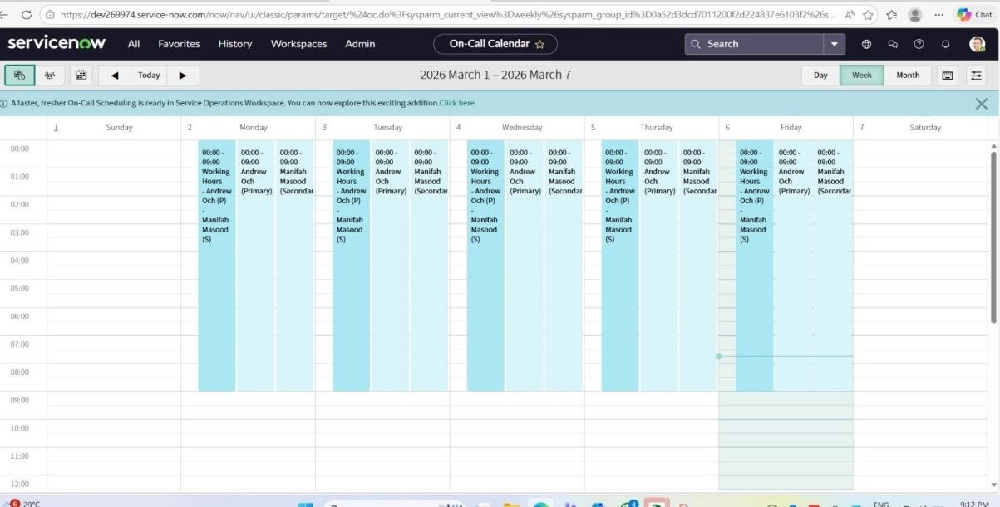 https://dev269974.service-now.com/now/nav/ui/classic/params/target/%24oc.do%3Fsysparm_current_view%3Dweekly%26sysparm_group_id%3D0a52d3dcd7011200f2d224837e6103f2%26s...
Chat
servicenow
All Favorites History Workspaces Admin
On-Call Calendar
Search
Today
2026 March 1 – 2026 March 7
Day Week Month
A faster, fresher On-Call Scheduling is ready in Service Operations Workspace. You can now explore this exciting addition.Click here
1 Sunday
2 Monday
3 Tuesday
4 Wednesday
5 Thursday
6 Friday
7 Saturday
00:00
01:00
02:00
03:00
04:00
05:00
06:00
07:00
08:00
09:00
10:00
11:00
12:00
00:00 -
09:00
Working
Hours
- Andrew
Och (P)
-
Manifah
Masood
(S)
00:00 -
09:00
Andrew
Och
(Primary)
00:00 -
09:00
Manifah
Masood
(Secondar
00:00 -
09:00
Working
Hours
- Andrew
Och (P)
-
Manifah
Masood
(S)
00:00 -
09:00
Andrew
Och
(Primary)
00:00 -
09:00
Manifah
Masood
(Secondar
00:00 -
09:00
Working
Hours
- Andrew
Och (P)
-
Manifah
Masood
(S)
00:00 -
09:00
Andrew
Och
(Primary)
00:00 -
09:00
Manifah
Masood
(Secondar
00:00 -
09:00
Working
Hours
- Andrew
Och (P)
-
Manifah
Masood
(S)
00:00 -
09:00
Andrew
Och
(Primary)
00:00 -
09:00
Manifah
Masood
(Secondar
00:00 -
09:00
Working
Hours
- Andrew
Och (P)
-
Manifah
Masood
(S)
00:00 -
09:00
Andrew
Och
(Primary)
00:00 -
09:00
Manifah
Masood
(Secondar
6
29°C
4
ENG
9:12 PM